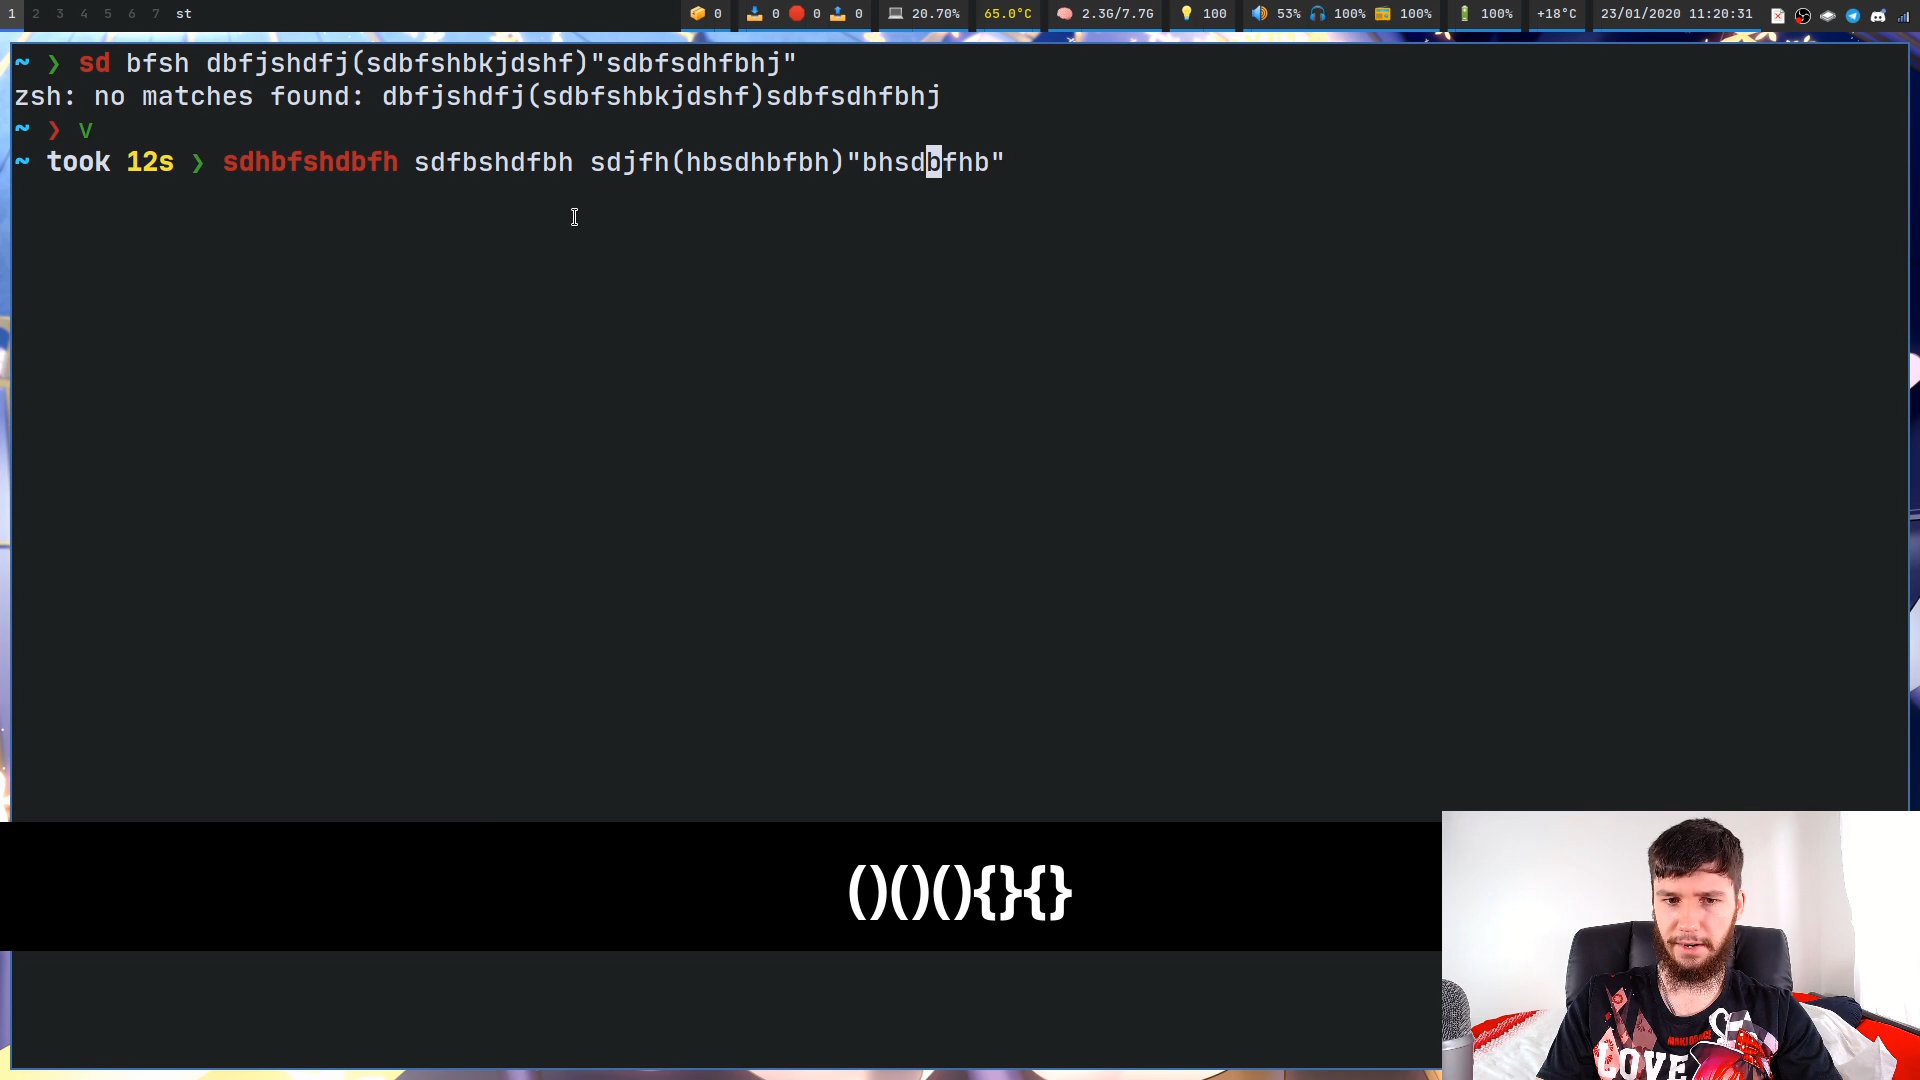 1 2 3 4 5 6 7 st 0 0 0 0 20.70% 65.0°C 2.3G/7.7G 100 53% 100% 100% 100% +18°C 23/01/2020 11:20:31
~ ❯ sd bfsh dbfjshdfj(sdbfshbkjdshf)"sdbfsdhfbhj"
zsh: no matches found: dbfjshdfj(sdbfshbkjdshf)sdbfsdhfbhj
~ ❯ v
~ took 12s ❯ sdhbfshdbfh sdfbshdfbh sdjfh(hbsdhbfbh)"bhsdbfhb"
()()(){}{}
LOVE